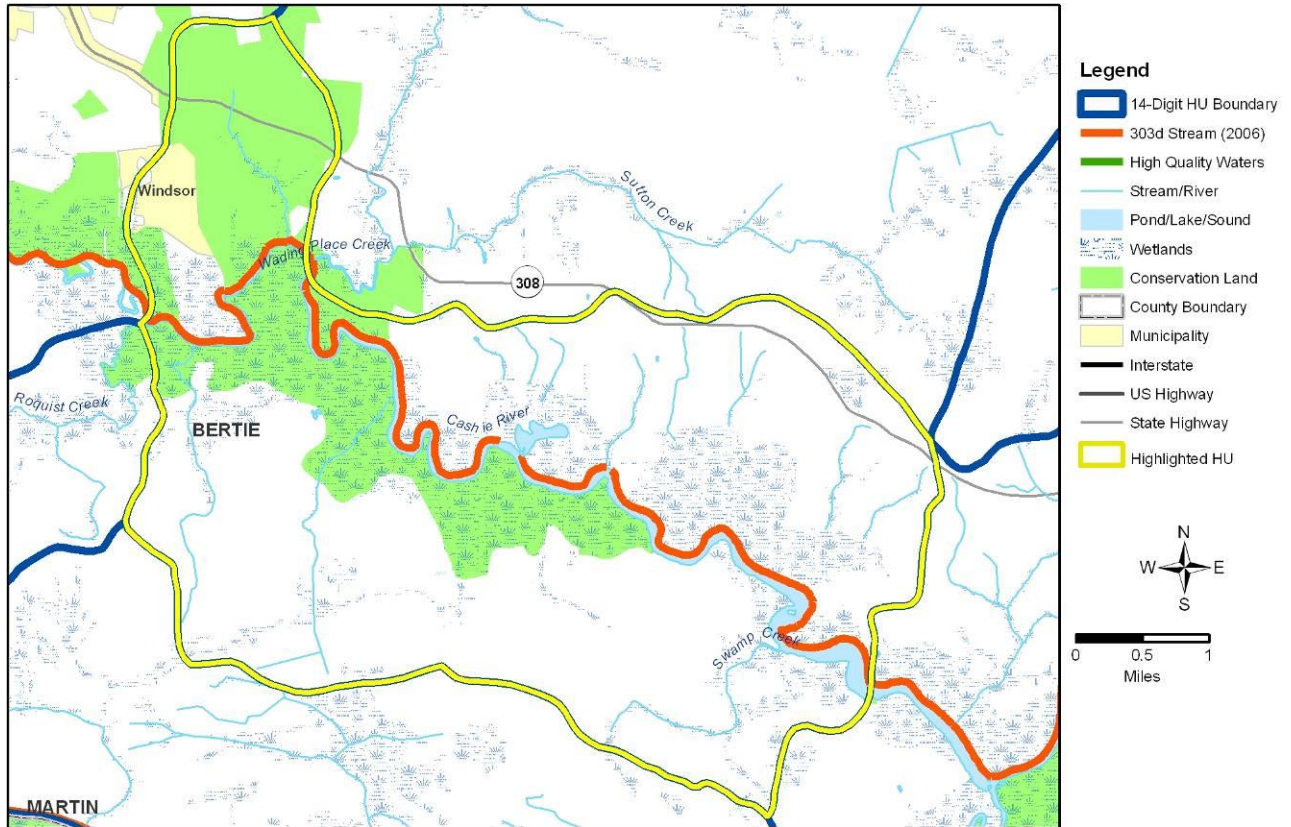 Windsor
Wading Place Creek
Sutton Creek
308
Roquist Creek
BERTIE
Cashie River
Swamp Creek
MARTIN
Legend
14-Digit HU Boundary
303d Stream (2006)
High Quality Waters
Stream/River
Pond/Lake/Sound
Wetlands
Conservation Land
County Boundary
Municipality
Interstate
US Highway
State Highway
Highlighted HU
N
W E
S
0 0.5 1
Miles